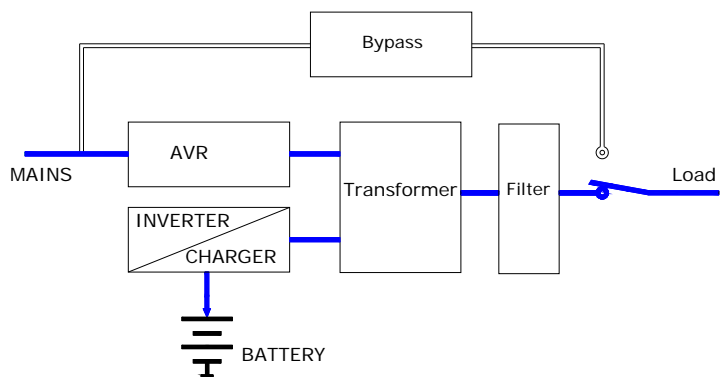 Bypass
MAINS
AVR
Transformer
Filter
Load
INVERTER
CHARGER
BATTERY